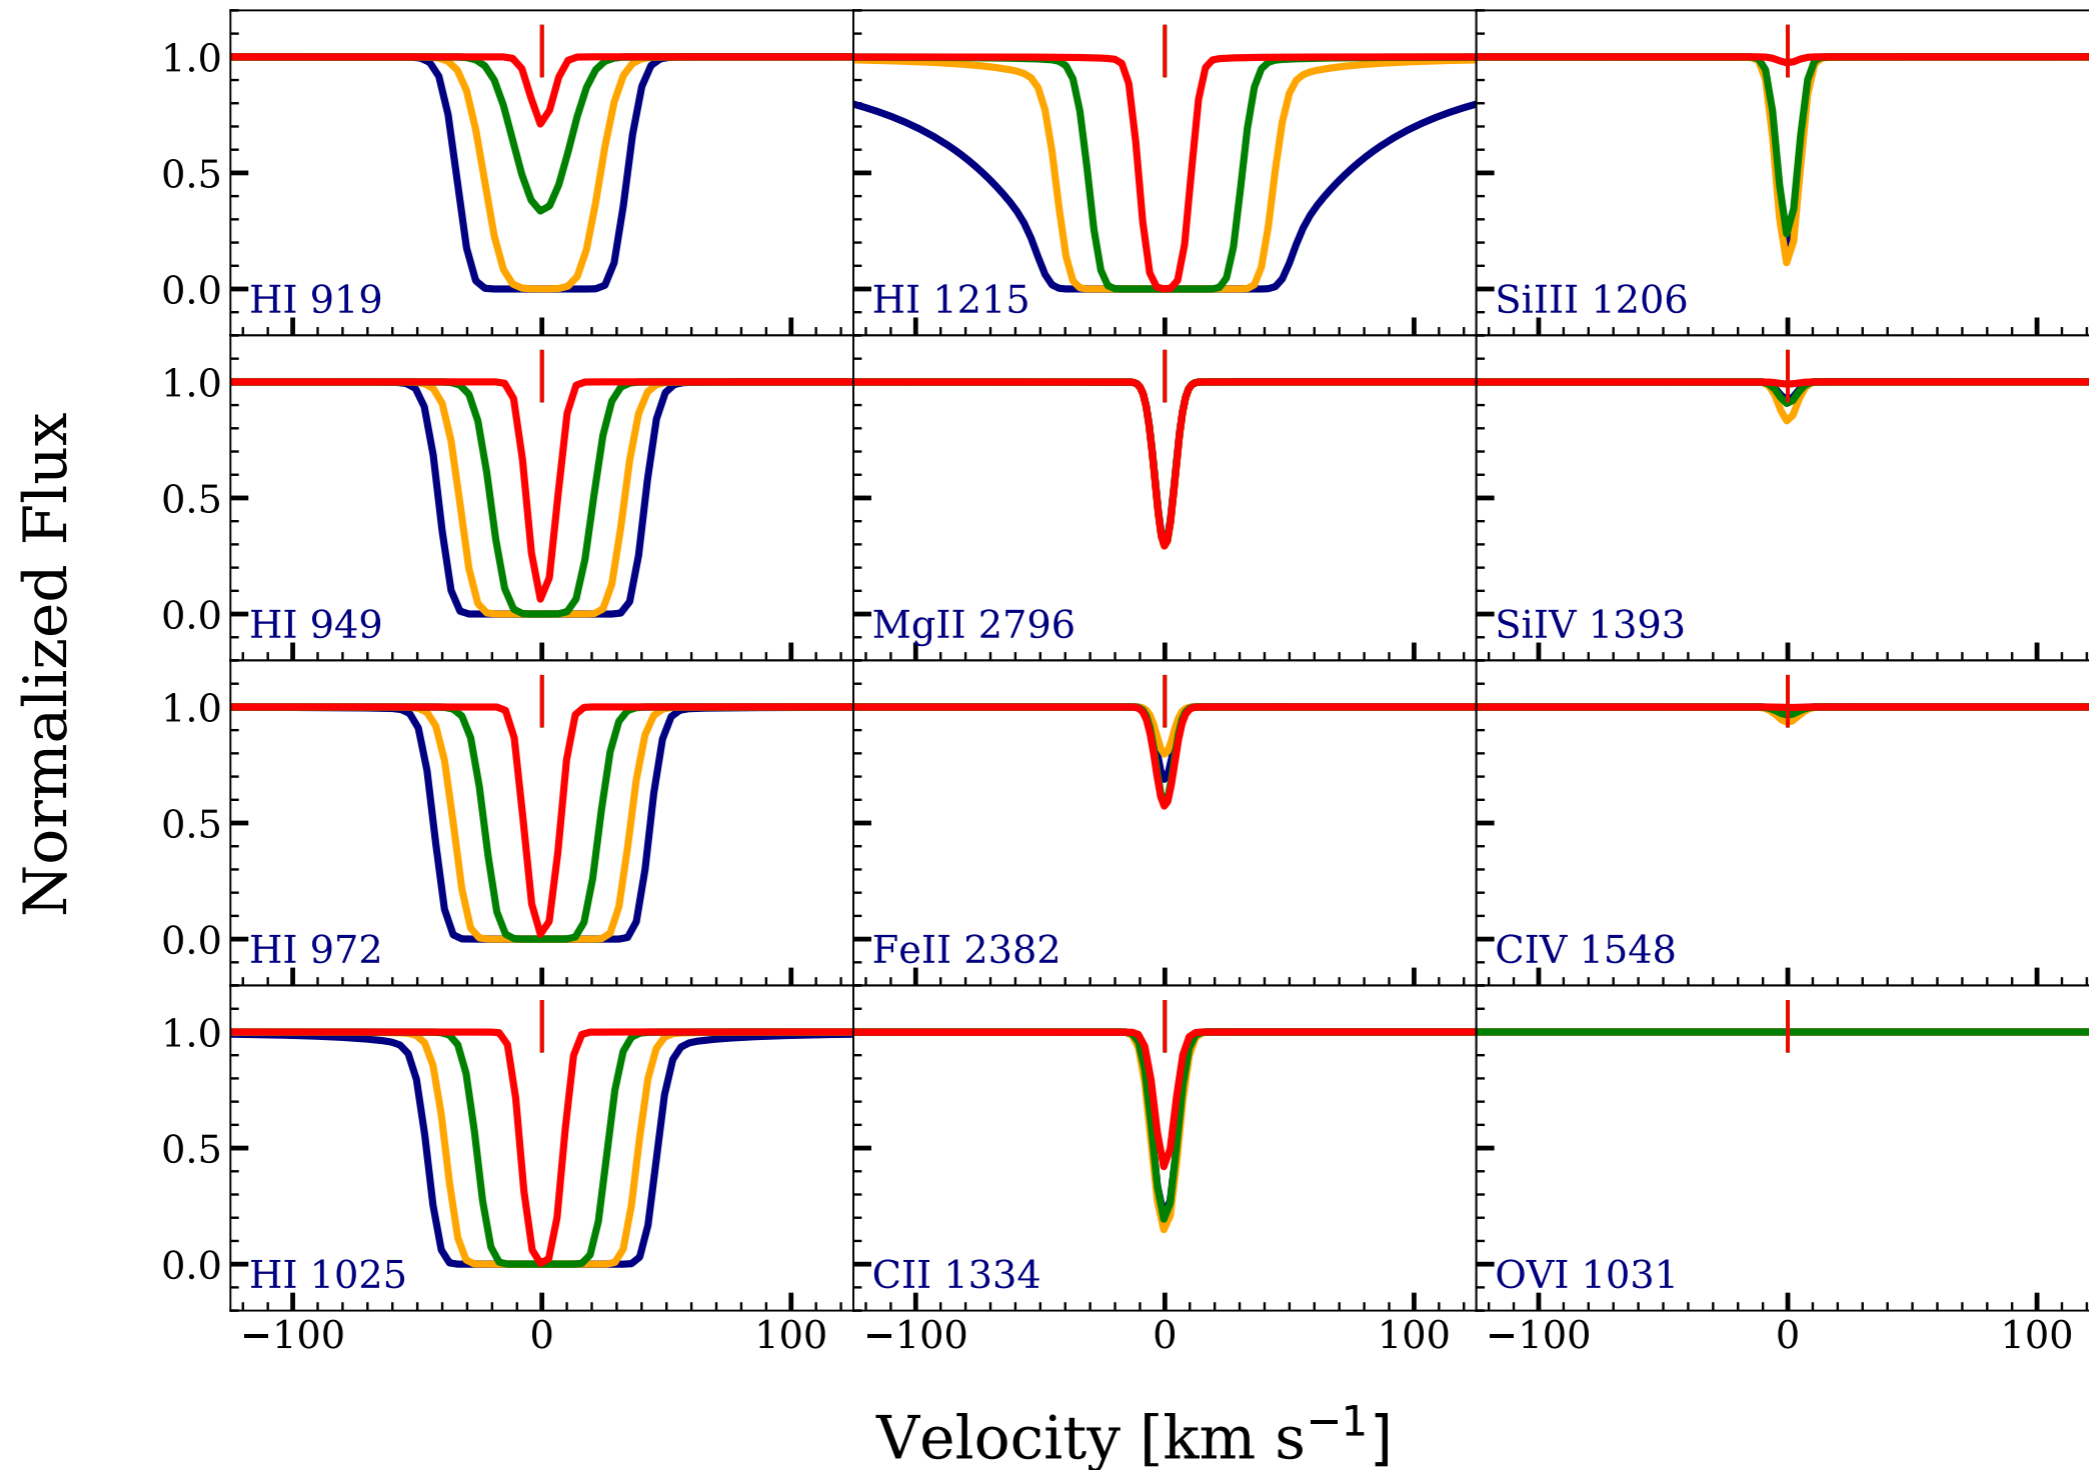 Normalized Flux
1.0
0.5
0.0
HI 919
HI 1215
SiIII 1206
1.0
0.5
0.0
HI 949
MgII 2796
SiIV 1393
1.0
0.5
0.0
HI 972
FeII 2382
CIV 1548
1.0
0.5
0.0
HI 1025
CII 1334
OVI 1031
−100 0 100 −100 0 100 −100 0 100
Velocity [km s⁻¹]